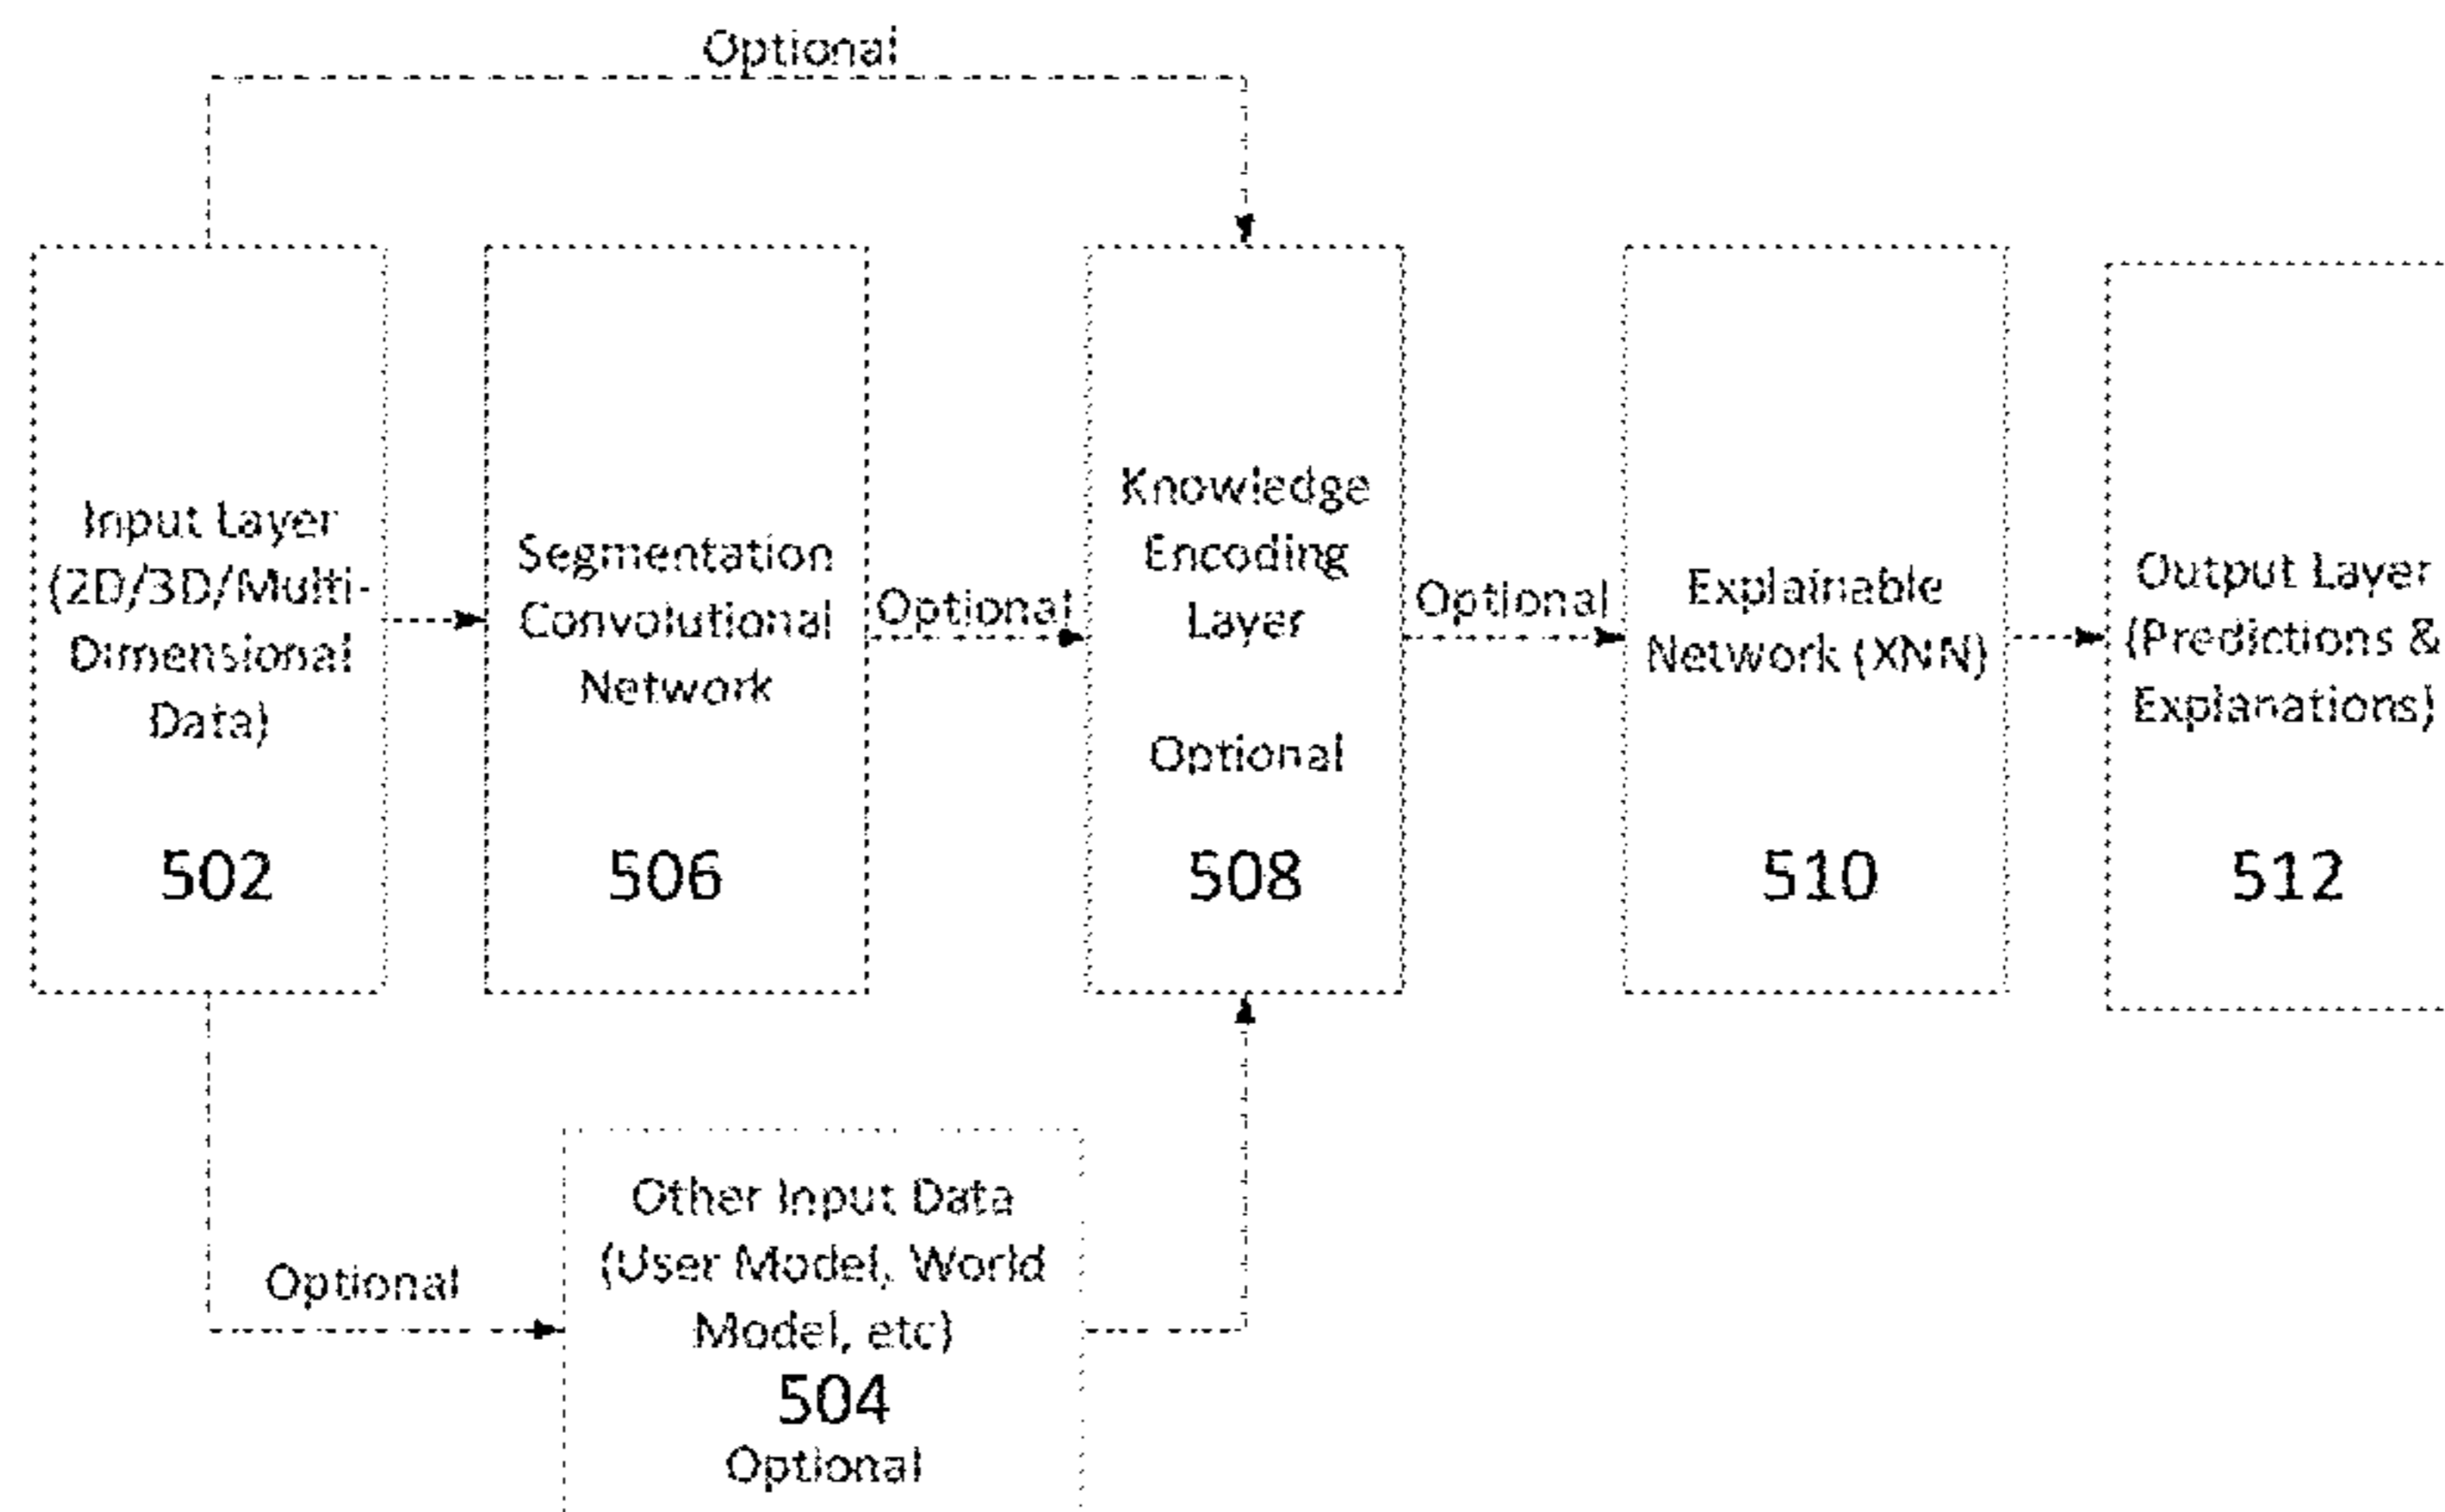 Optional
Input Layer
(2D/3D/Multi-
Dimensional
Data)
502
Segmentation
Convolutional
Network
506
Optional
Knowledge
Encoding
Layer
Optional
508
Optional
Explainable
Network (XNN)
510
Output Layer
(Predictions &
Explanations)
512
Optional
Other Input Data
(User Model, World
Model, etc)
504
Optional